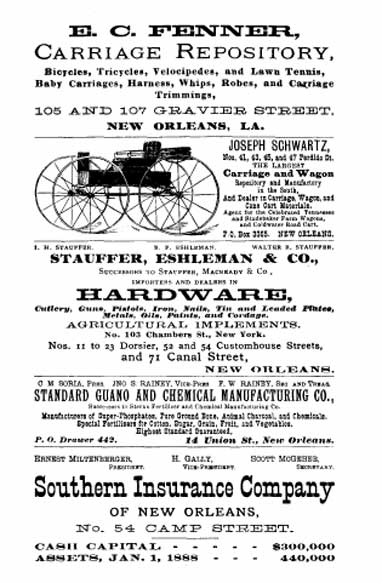 E. C. FENNER,
CARRIAGE REPOSITORY,
Bicycles, Tricycles, Velocipedes, and Lawn Tennis,
Baby Carriages, Harness, Whips, Robes, and Carriage
Trimmings,
105 AND 107 GRAVIER STREET,
NEW ORLEANS, LA.
JOSEPH SCHWARTZ,
Nos. 41, 43, 45, and 47 Perdido St.
THE LARGEST
Carriage and Wagon
Repository and Manufactory
in the South,
And Dealer in Carriage, Wagon, and
Cane Cart Materials.
Agent for the Celebrated Tennessee
and Studebaker Farm Wagons,
and Coldwater Road Cart.
P. O. Box 3365. NEW ORLEANS.
I. H. STAUFFER. B. F. ESHLEMAN. WALTER R. STAUFFER.
STAUFFER, ESHLEMAN & CO.,
SUCCESSORS TO STAUFFER, MACREADY & CO,
IMPORTERS AND DEALERS IN
HARDWARE,
Cutlery, Guns, Pistols, Iron, Nails, Tin and Leaded Plates,
Metals, Oils, Paints, and Cordage.
AGRICULTURAL IMPLEMENTS.
No. 103 Chambers St., New York.
Nos. 11 to 23 Dorsier, 52 and 54 Customhouse Streets,
and 71 Canal Street,
NEW ORLEANS.
C M SORIA, PRES JNO S RAINEY, VICE-PRES F. W RAINEY, SEC AND TREAS.
STANDARD GUANO AND CHEMICAL MANUFACTURING CO.,
Successors to Sterns Fertilizer and Chemical Manufacturing Co.
Manufacturers of Super-Phosphates, Pure Ground Bone, Animal Charcoal, and Chemicals.
Special Fertilizers for Cotton, Sugar, Grain, Fruit, and Vegetables.
Highest Standard Guaranteed.
P. O. Drawer 442. 14 Union St., New Orleans.
ERNEST MILTENBERGER, H. GALLY, SCOTT MCGEHEE,
PRESIDENT. VICE-PRESIDENT. SECRETARY.
Southern Insurance Company
OF NEW ORLEANS,
No. 54 CAMP STREET.
CASH CAPITAL - - - - - $300,000
ASSETS, JAN. 1, 1888 - - - 440,000